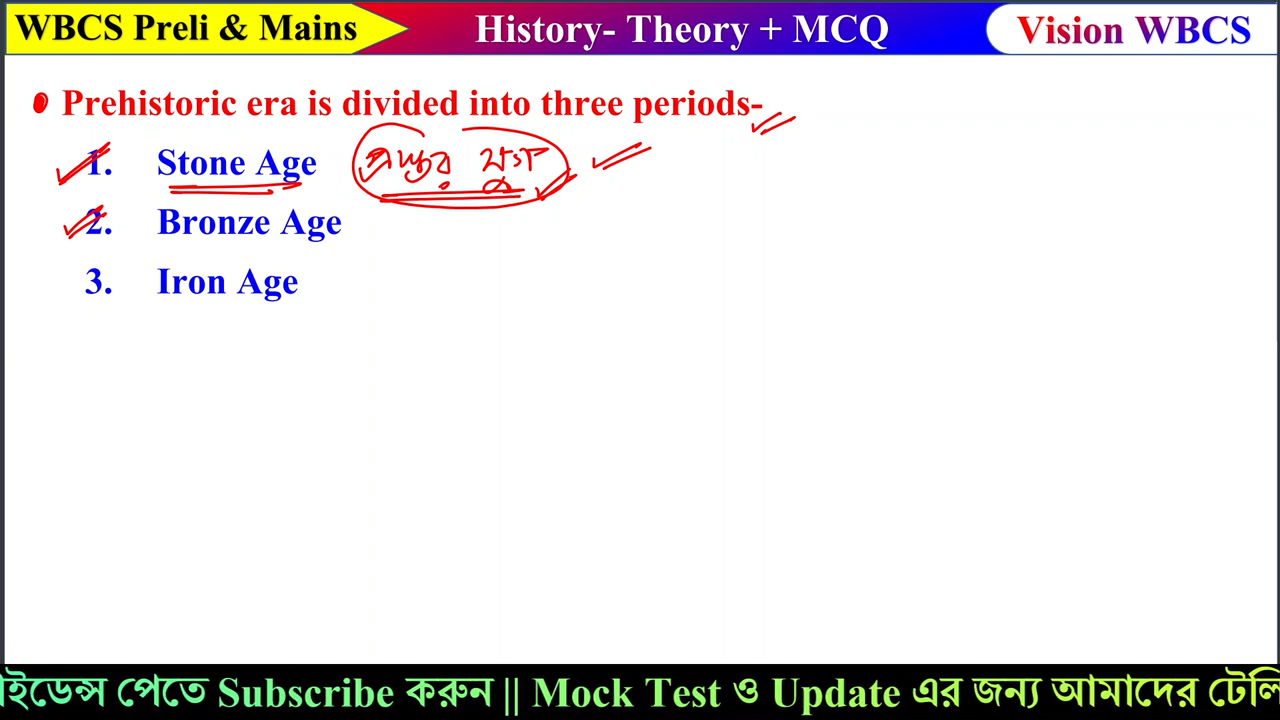 WBCS Preli & Mains
History- Theory + MCQ
Vision WBCS
Prehistoric era is divided into three periods-
1. Stone Age প্রস্তর যুগ
2. Bronze Age
3. Iron Age
াইডেন্স পেতে Subscribe করুন || Mock Test ও Update এর জন্য আমাদের টেলি